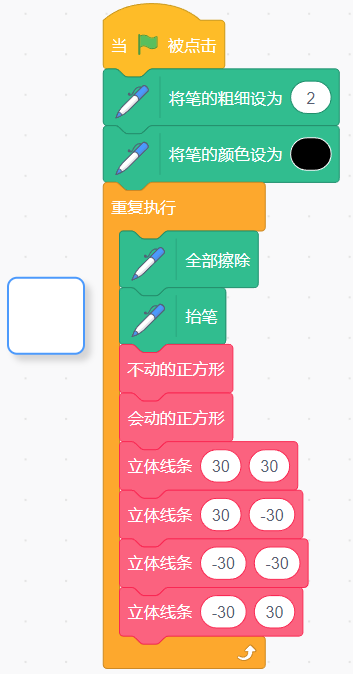 当 被点击
将笔的粗细设为 2
将笔的颜色设为
重复执行
全部擦除
抬笔
不动的正方形
会动的正方形
立体线条 30 30
立体线条 30 -30
立体线条 -30 -30
立体线条 -30 30